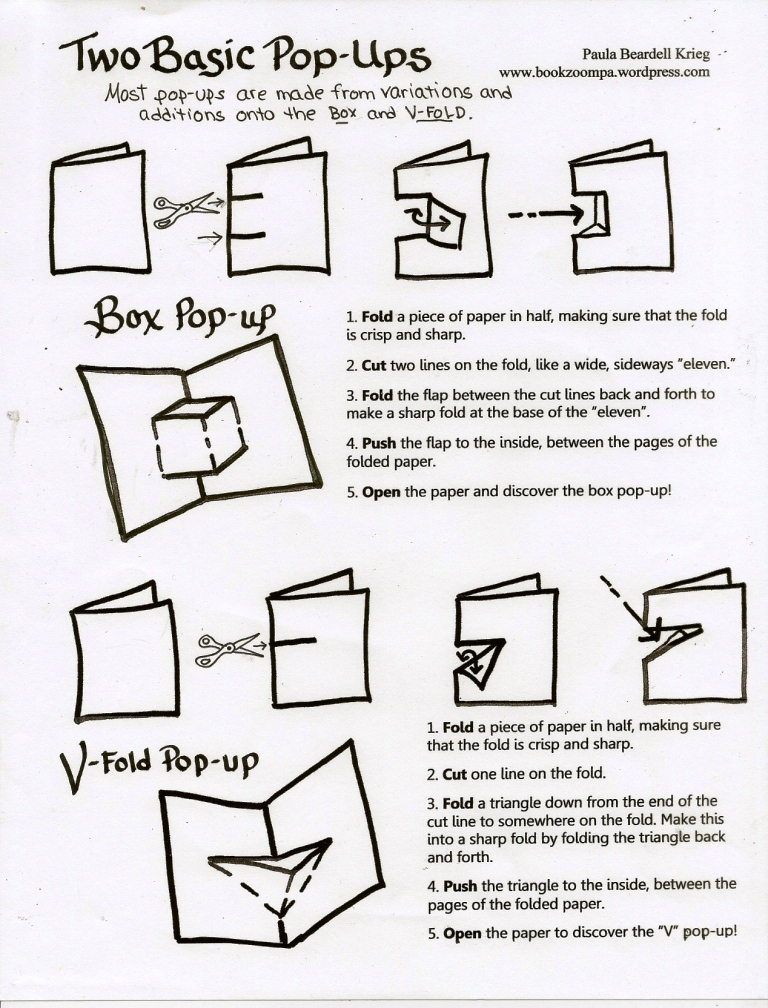 Two Basic Pop-Ups
Paula Beardell Krieg
www.bookzoompa.wordpress.com
Most pop-ups are made from variations and
additions onto the Box and V-FOLD.
Box Pop-up
1. Fold a piece of paper in half, making sure that the fold
is crisp and sharp.
2. Cut two lines on the fold, like a wide, sideways “eleven.”
3. Fold the flap between the cut lines back and forth to
make a sharp fold at the base of the “eleven”.
4. Push the flap to the inside, between the pages of the
folded paper.
5. Open the paper and discover the box pop-up!
V-Fold Pop-up
1. Fold a piece of paper in half, making sure
that the fold is crisp and sharp.
2. Cut one line on the fold.
3. Fold a triangle down from the end of the
cut line to somewhere on the fold. Make this
into a sharp fold by folding the triangle back
and forth.
4. Push the triangle to the inside, between the
pages of the folded paper.
5. Open the paper to discover the “V” pop-up!